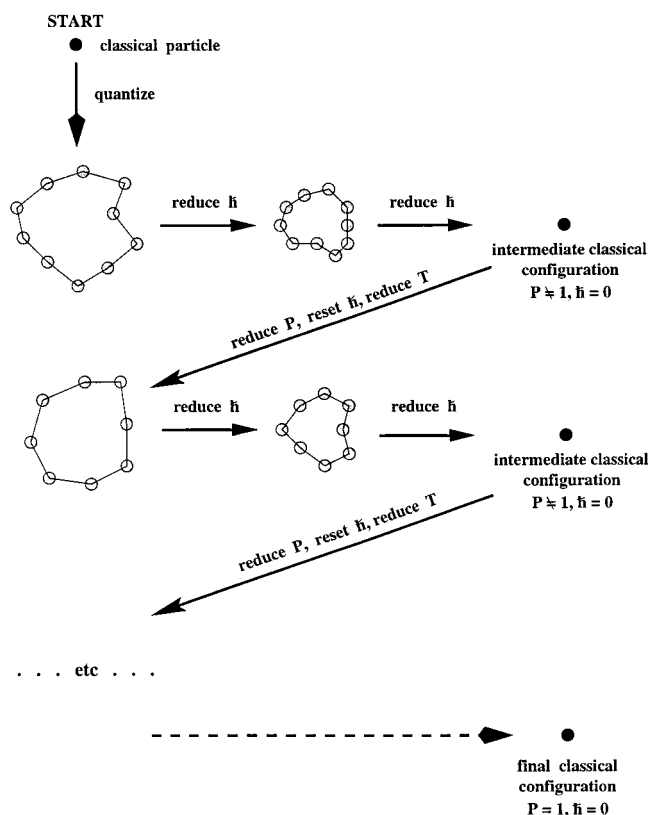 START
classical particle
quantize
reduce ħ
reduce ħ
intermediate classical
configuration
P ≠ 1, ħ = 0
reduce P, reset ħ, reduce T
reduce ħ
reduce ħ
intermediate classical
configuration
P ≠ 1, ħ = 0
reduce P, reset ħ, reduce T
. . . etc . . .
final classical
configuration
P = 1, ħ = 0